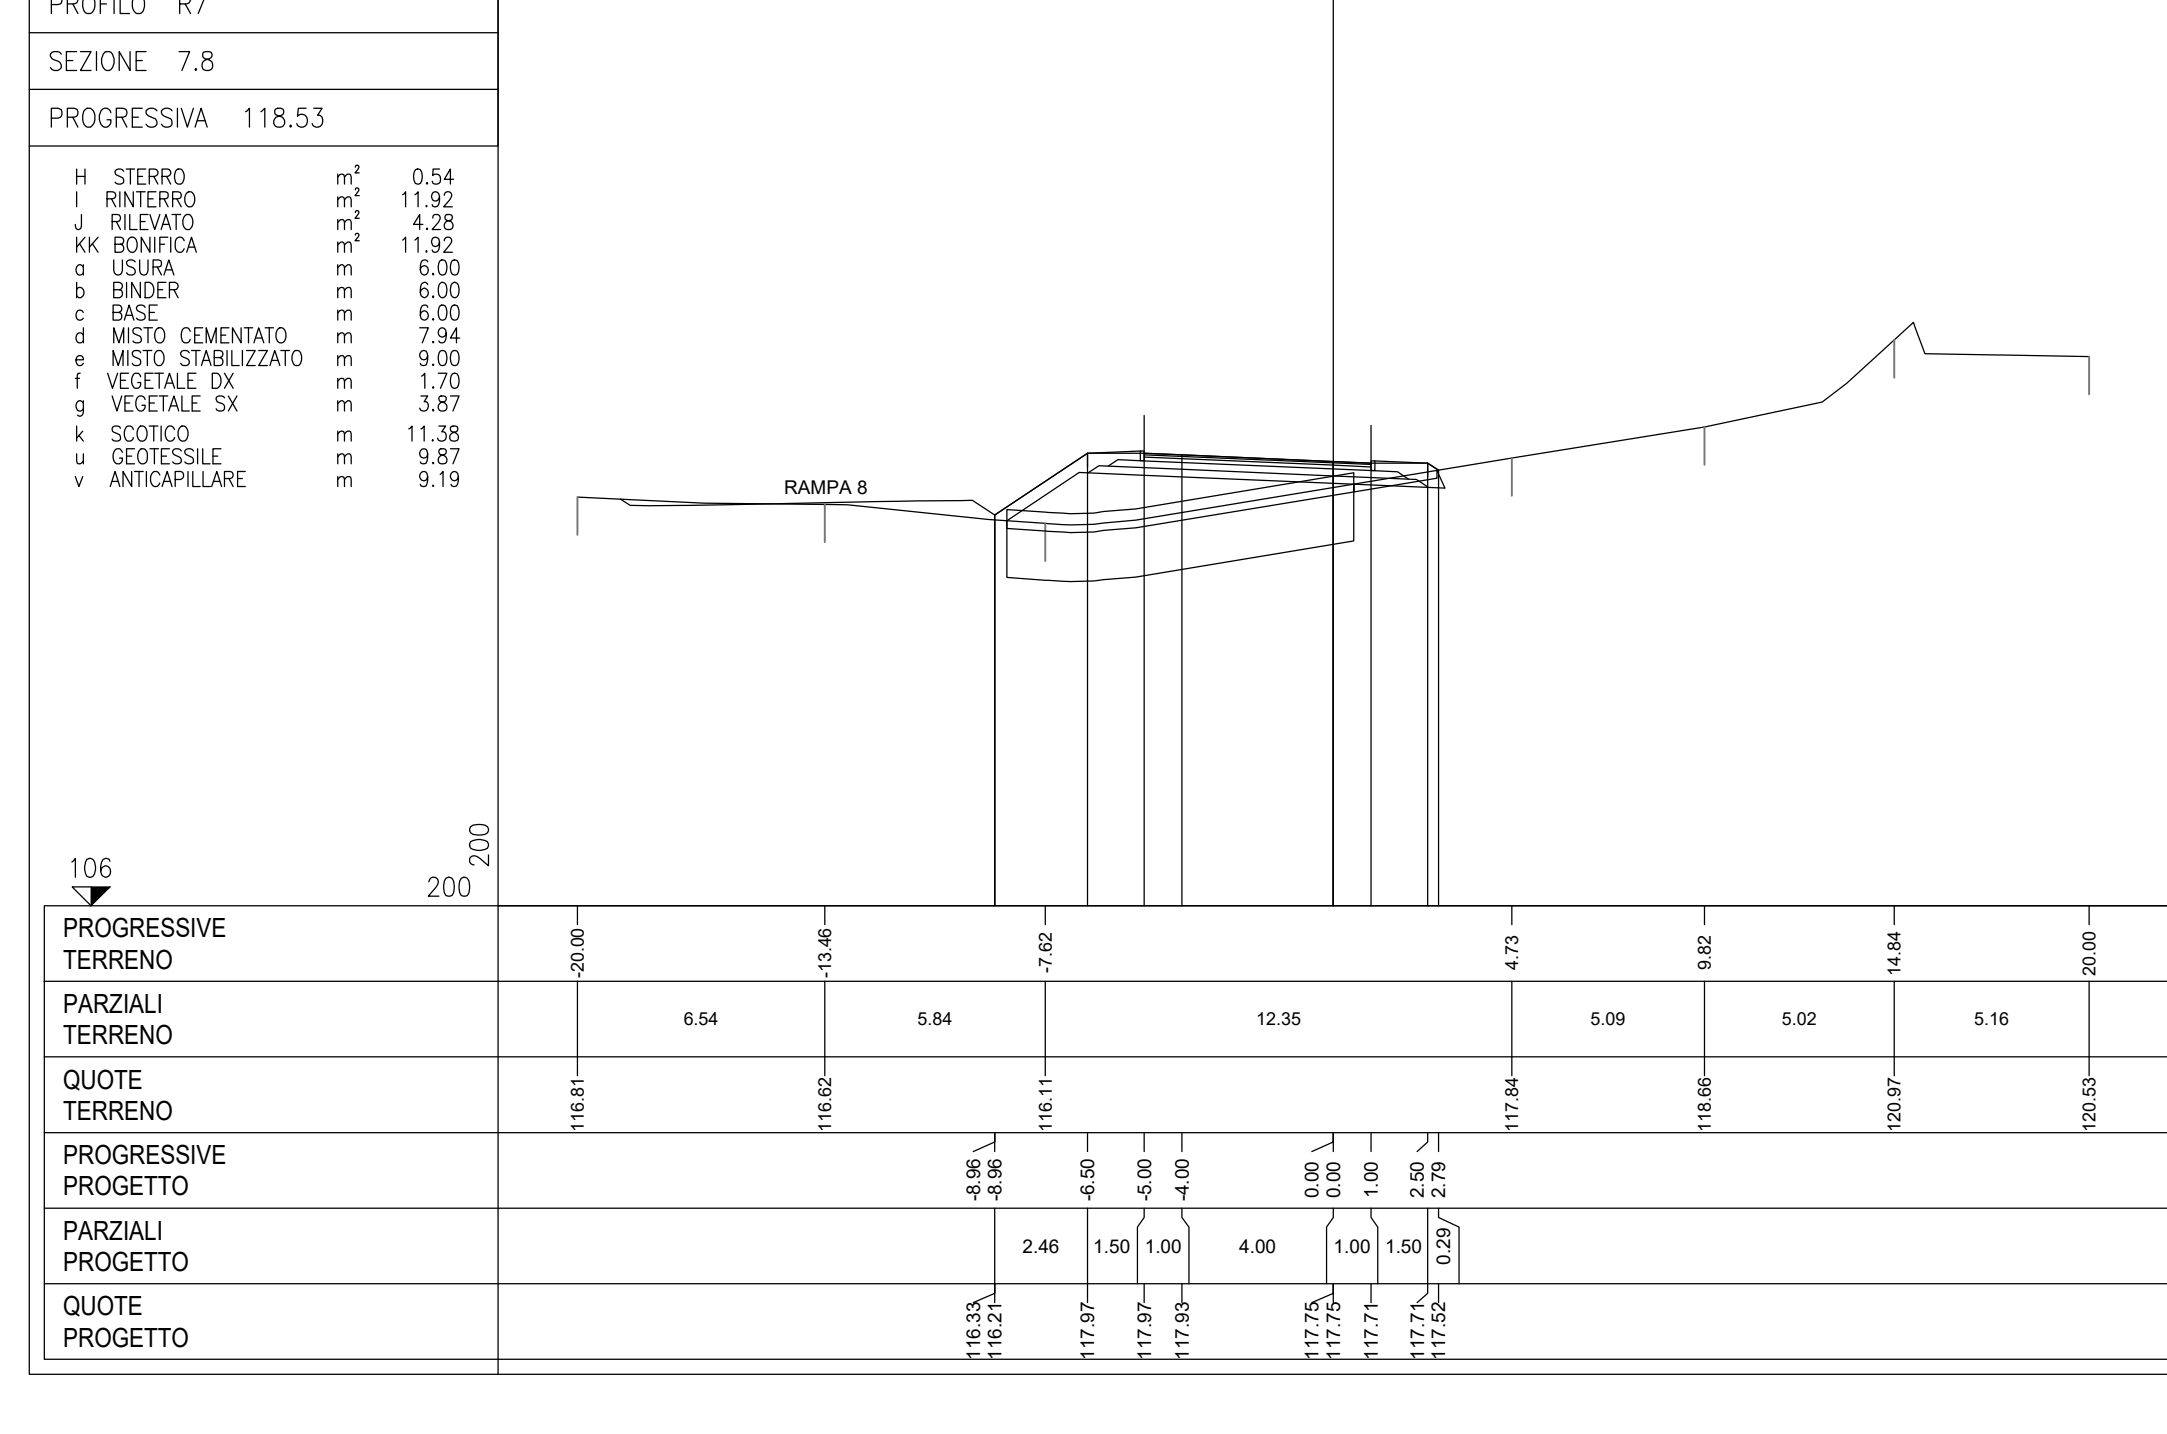 PROFILO R7
SEZIONE 7.8
PROGRESSIVA 118.53
H STERRO m² 0.54
I RINTERRO m² 11.92
J RILEVATO m² 4.28
KK BONIFICA m² 11.92
a USURA m 6.00
b BINDER m 6.00
c BASE m 6.00
d MISTO CEMENTATO m 7.94
e MISTO STABILIZZATO m 9.00
f VEGETALE DX m 1.70
g VEGETALE SX m 3.87
k SCOTICO m 11.38
u GEOTESSILE m 9.87
v ANTICAPILLARE m 9.19
RAMPA 8
106
200
200
PROGRESSIVE
TERRENO
-20.00 -13.46 -7.62 4.73 9.82 14.84 20.00
PARZIALI
TERRENO
6.54 5.84 12.35 5.09 5.02 5.16
QUOTE
TERRENO
116.81 116.62 116.11 117.84 118.66 120.97 120.53
PROGRESSIVE
PROGETTO
-8.96 -8.96 -6.50 -5.00 -4.00 0.00 0.00 1.00 2.50 2.79
PARZIALI
PROGETTO
2.46 1.50 1.00 4.00 1.00 1.50 0.29
QUOTE
PROGETTO
116.33 116.21 117.97 117.97 117.93 117.75 117.75 117.71 117.71 117.52